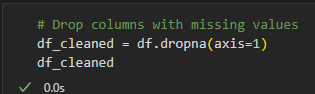 # Drop columns with missing values
df_cleaned = df.dropna(axis=1)
df_cleaned
0.0s